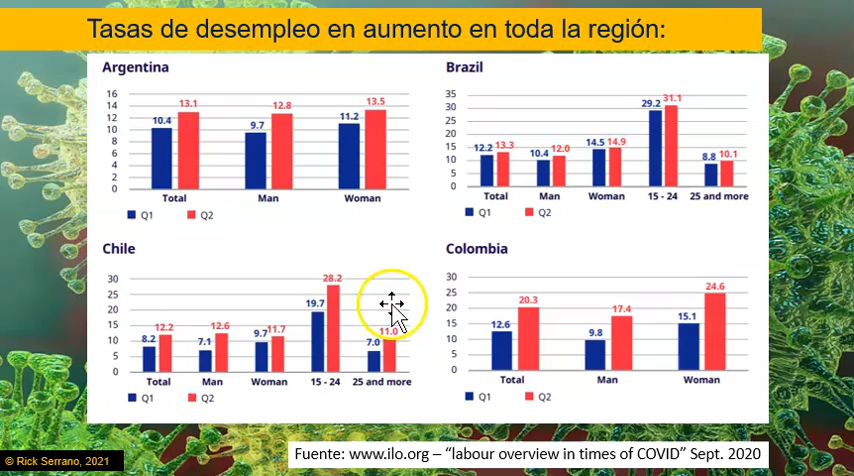 Tasas de desempleo en aumento en toda la región:
Argentina
16
14
12
10
8
6
4
2
0
10.4
13.1
9.7
12.8
11.2
13.5
Total
Man
Woman
Q1
Q2
Brazil
35
30
25
20
15
10
5
0
12.2
13.3
10.4
12.0
14.5
14.9
29.2
31.1
8.8
10.1
Total
Man
Woman
15 - 24
25 and more
Q1
Q2
Chile
30
25
20
15
10
5
0
8.2
12.2
7.1
12.6
9.7
11.7
19.7
28.2
7.0
11.0
Total
Man
Woman
15 - 24
25 and more
Q1
Q2
Colombia
30
25
20
15
10
5
0
12.6
20.3
9.8
17.4
15.1
24.6
Total
Man
Woman
Q1
Q2
Fuente: www.ilo.org – “labour overview in times of COVID” Sept. 2020
© Rick Serrano, 2021